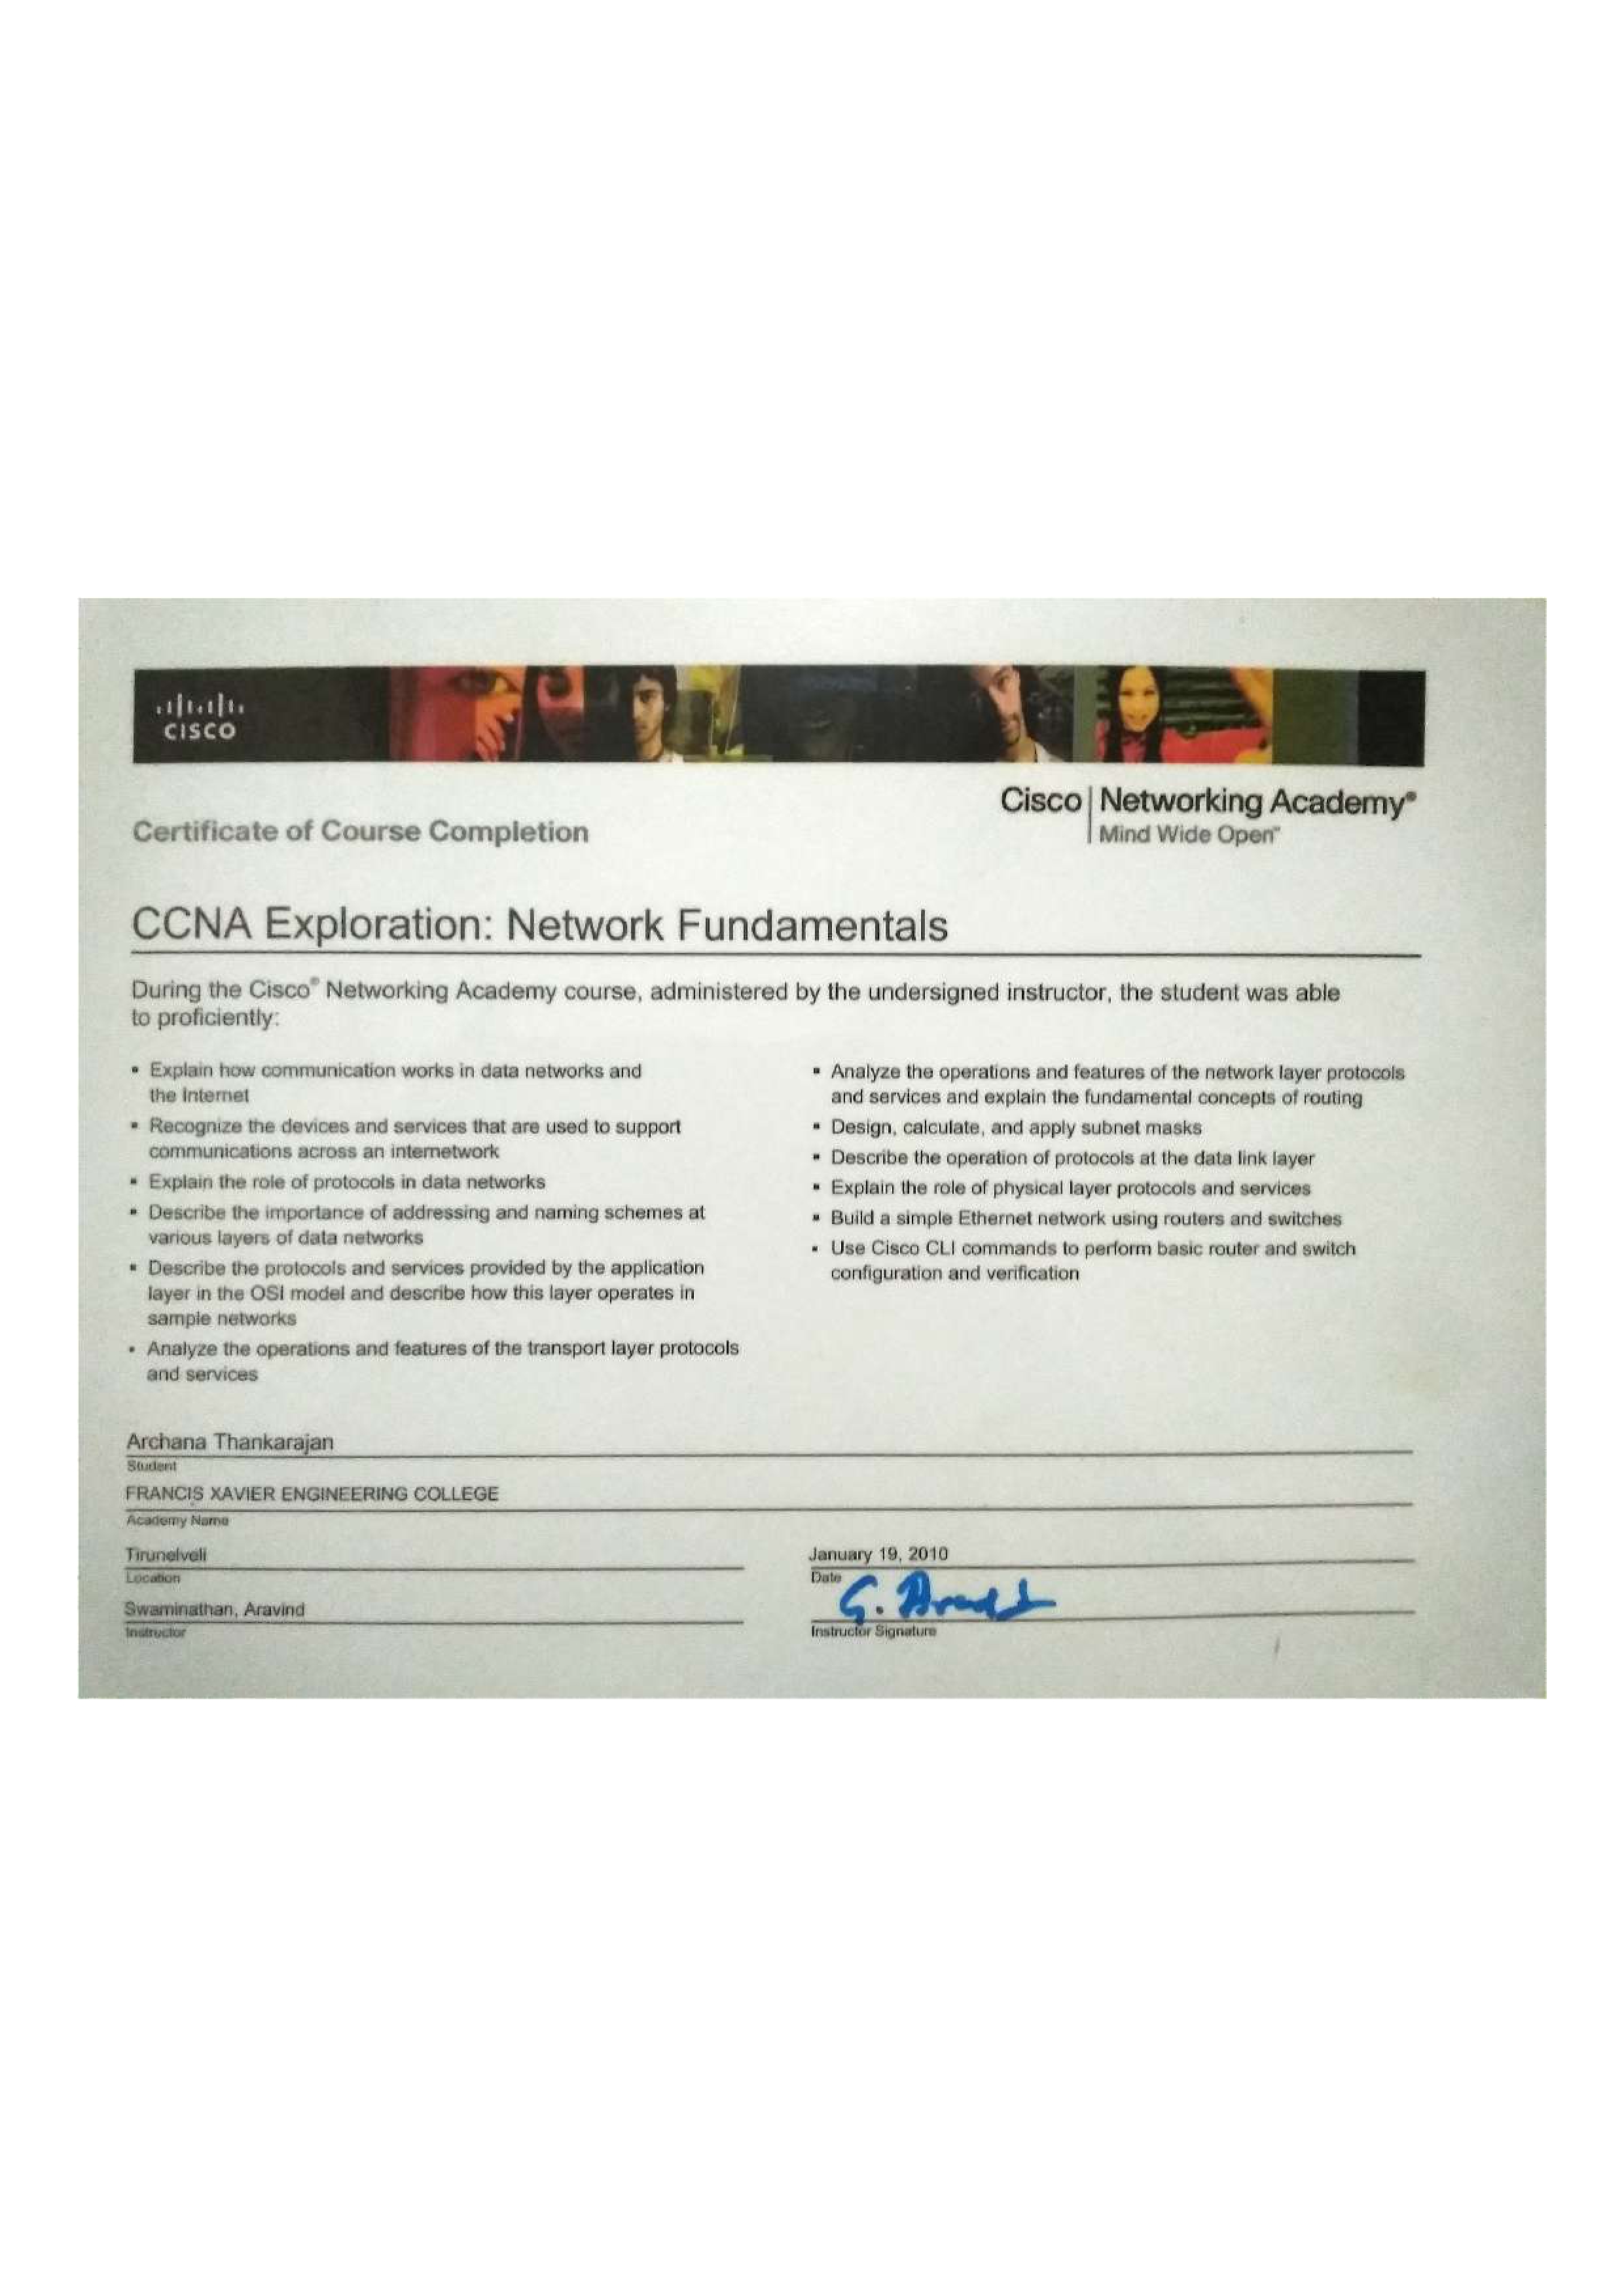 CISCO
Cisco | Networking Academy®
Mind Wide Open™
Certificate of Course Completion
CCNA Exploration: Network Fundamentals
During the Cisco® Networking Academy course, administered by the undersigned instructor, the student was able
to proficiently:
▪ Explain how communication works in data networks and
the Internet
▪ Recognize the devices and services that are used to support
communications across an internetwork
▪ Explain the role of protocols in data networks
▪ Describe the importance of addressing and naming schemes at
various layers of data networks
▪ Describe the protocols and services provided by the application
layer in the OSI model and describe how this layer operates in
sample networks
▪ Analyze the operations and features of the transport layer protocols
and services
▪ Analyze the operations and features of the network layer protocols
and services and explain the fundamental concepts of routing
▪ Design, calculate, and apply subnet masks
▪ Describe the operation of protocols at the data link layer
▪ Explain the role of physical layer protocols and services
▪ Build a simple Ethernet network using routers and switches
▪ Use Cisco CLI commands to perform basic router and switch
configuration and verification
Archana Thankarajan
Student
FRANCIS XAVIER ENGINEERING COLLEGE
Academy Name
Tirunelveli
Location
January 19, 2010
Date
Swaminathan, Aravind
Instructor
G.
Instructor Signature